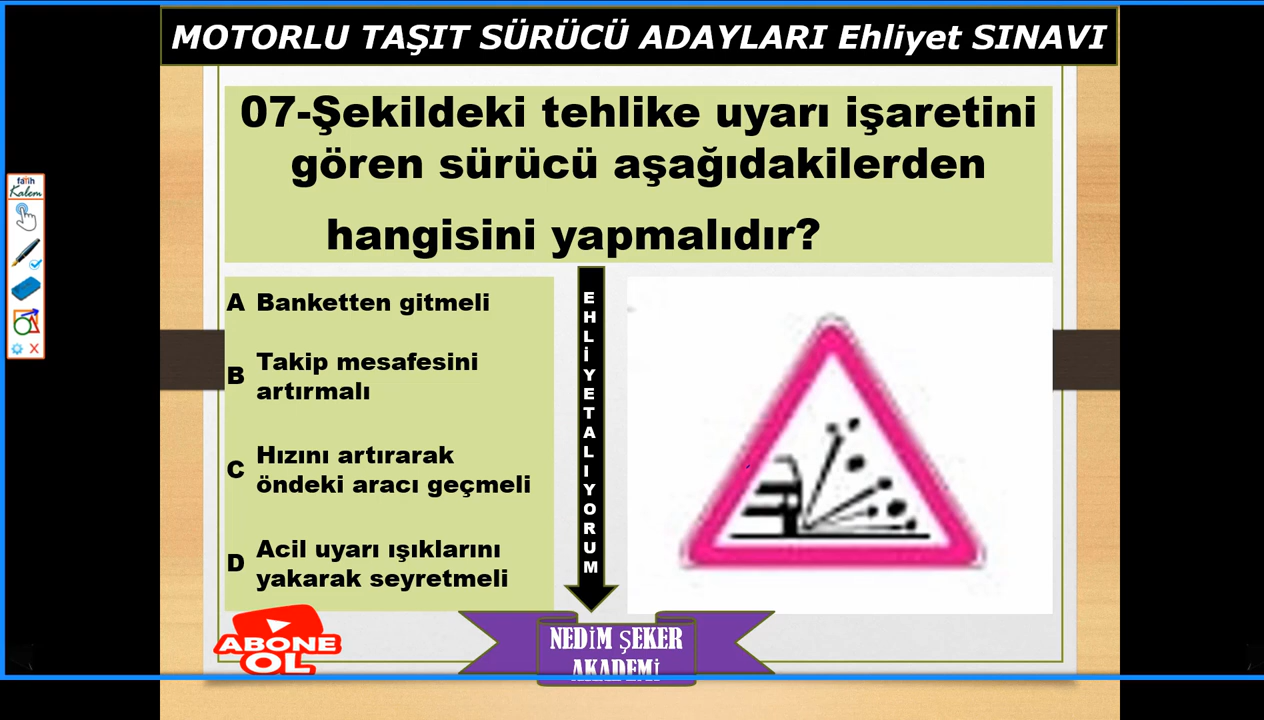 MOTORLU TAŞIT SÜRÜCÜ ADAYLARI Ehliyet SINAVI
07-Şekildeki tehlike uyarı işaretini
gören sürücü aşağıdakilerden
hangisini yapmalıdır?
fatih
Kalem
A Banketten gitmeli
B Takip mesafesini
artırmalı
C Hızını artırarak
öndeki aracı geçmeli
D Acil uyarı ışıklarını
yakarak seyretmeli
EHLİYETALIYORUM
ABONE
OL
NEDİM ŞEKER
AKADEMİ